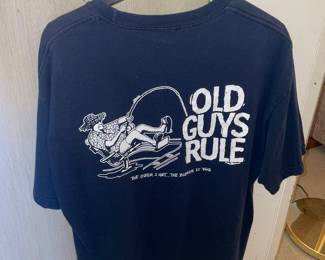 OLD
GUYS
RULE
THE OLDER I GET... THE BIGGER IT WAS